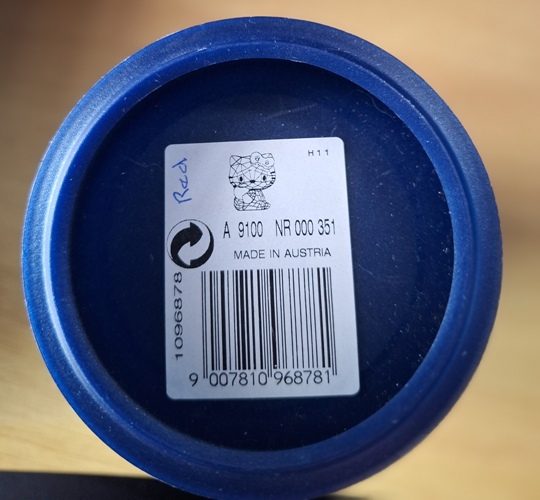 H11
Red
A 9100 NR 000 351
MADE IN AUSTRIA
1096878
9 007810 968781